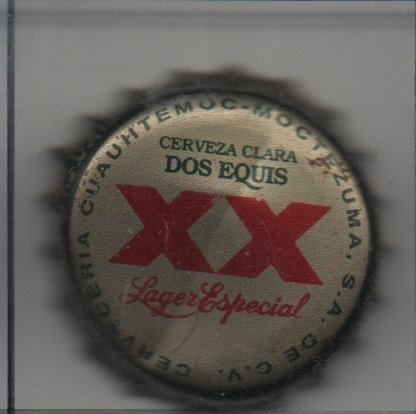 CERVECERIA CUAUHTEMOC-MOCTEZUMA, S.A. DE C.V.
CERVEZA CLARA
DOS EQUIS
XX
Lager Especial